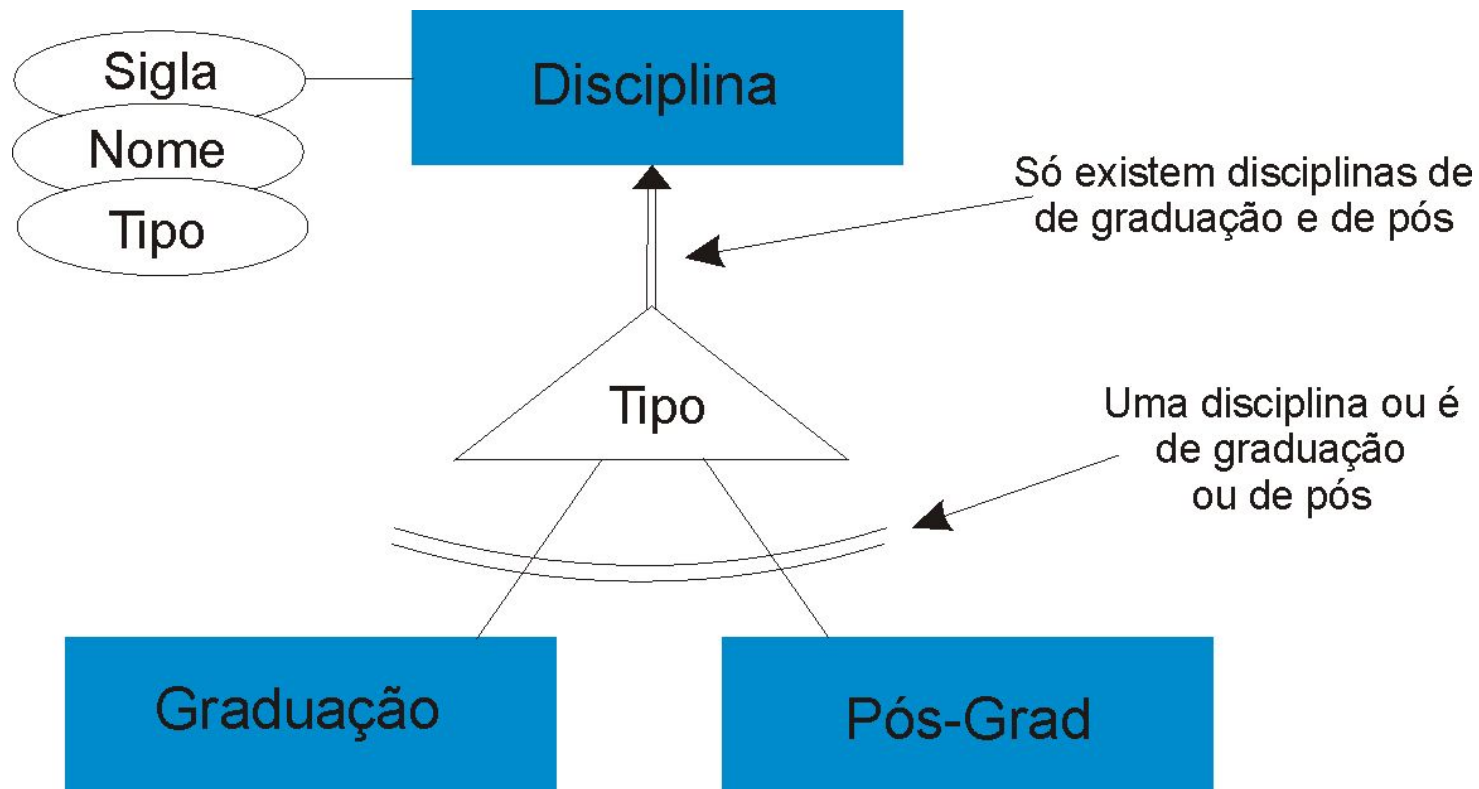 Disciplina
Sigla
Nome
Tipo
Só existem disciplinas de
de graduação e de pós
Tipo
Uma disciplina ou é
de graduação
ou de pós
Graduação
Pós-Grad